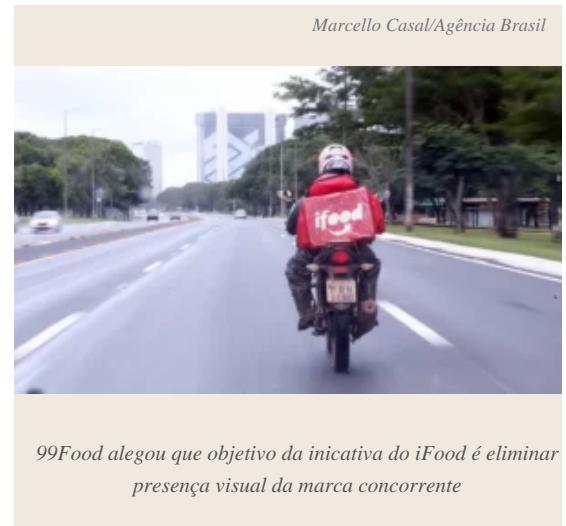 Marcello Casal/Agência Brasil
ifood
99Food alegou que objetivo da inicativa do iFood é eliminar
presença visual da marca concorrente